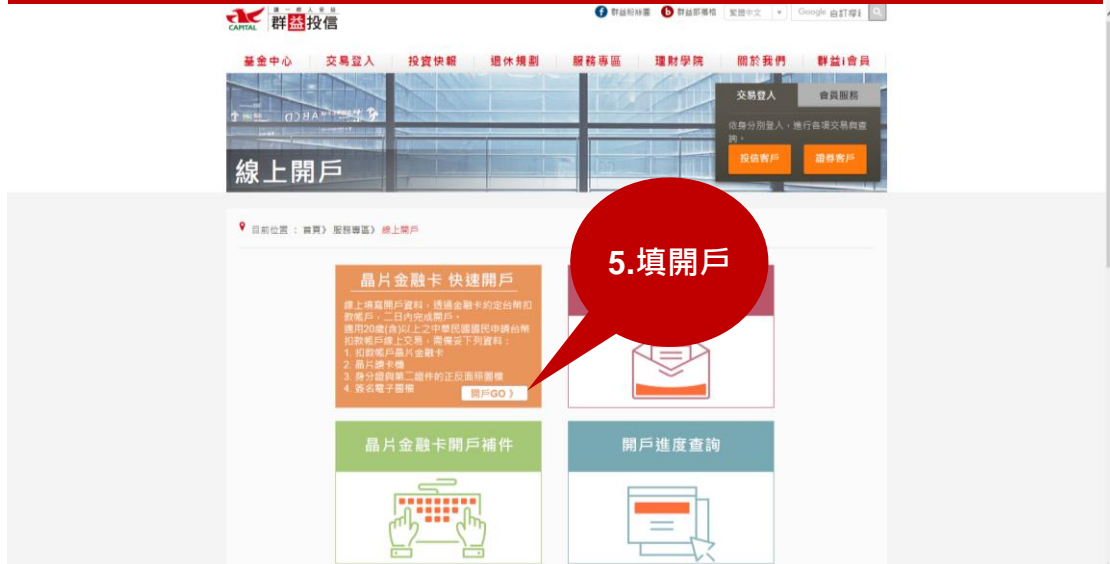 第一群人群益
CAPITAL 群益投信
群益粉絲團 群益部落格 繁體中文 Google 自訂搜尋
基金中心 交易登入 投資快報 退休規劃 服務專區 理財學院 關於我們 群益i會員
交易登入 會員服務
依身分別登入，進行各項交易與查
詢。
投信客戶 證券客戶
線上開戶
目前位置 : 首頁》 服務專區》 線上開戶
5.填開戶
晶片金融卡 快速開戶
線上填寫開戶資料，透過金融卡約定台幣扣
款帳戶，二日內完成開戶。
適用20歲(含)以上之中華民國國民申請台幣
扣款帳戶線上交易，需備妥下列資料：
1. 扣款帳戶晶片金融卡
2. 晶片讀卡機
3. 身分證與第二證件的正反面照圖檔
4. 簽名電子圖檔
開戶GO 》
晶片金融卡開戶補件
開戶進度查詢